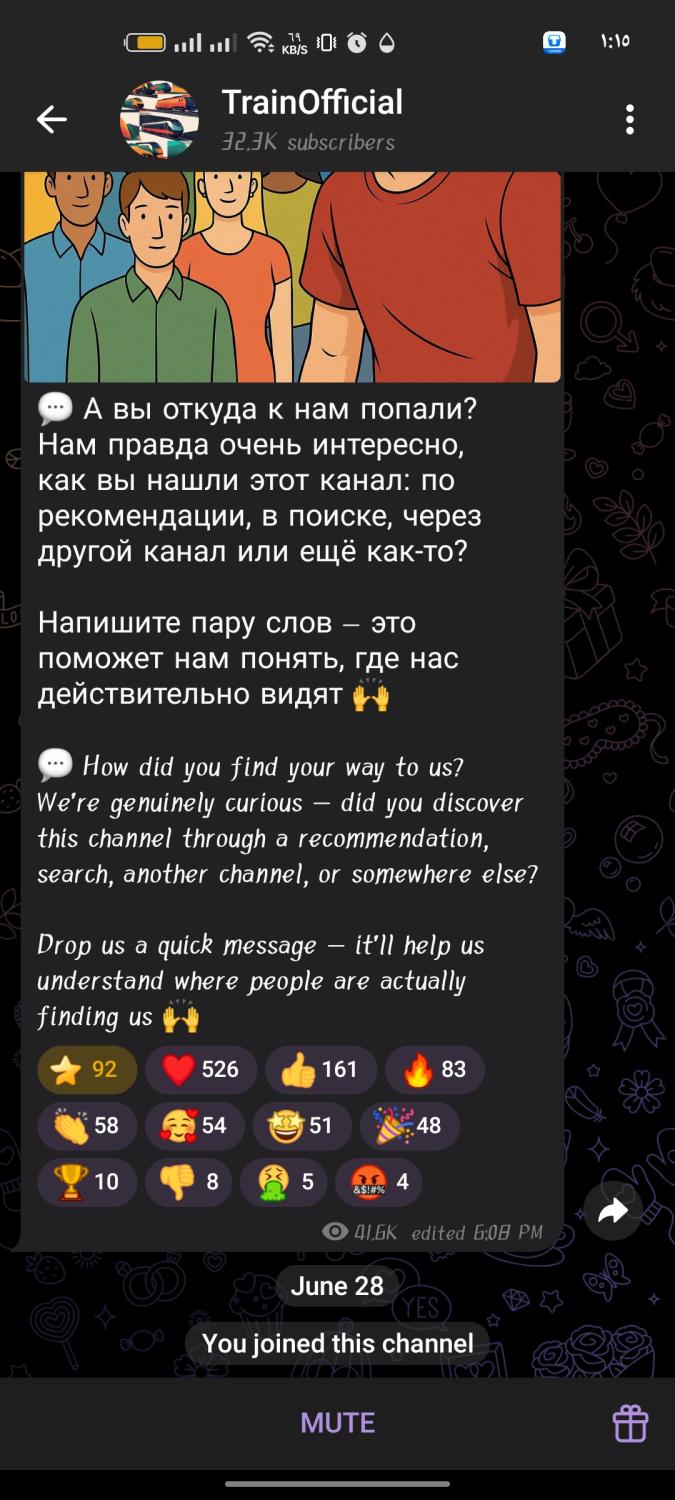 ٦٩
KB/S
١:١٥
TrainOfficial
32.3K subscribers
💬 А вы откуда к нам попали?
Нам правда очень интересно,
как вы нашли этот канал: по
рекомендации, в поиске, через
другой канал или ещё как-то?
Напишите пару слов – это
поможет нам понять, где нас
действительно видят 🙌
💬 How did you find your way to us?
We're genuinely curious – did you discover
this channel through a recommendation,
search, another channel, or somewhere else?
Drop us a quick message – it'll help us
understand where people are actually
finding us 🙌
⭐ 92 ❤️ 526 👍 161 🔥 83
👏 58 🥰 54 🤩 51 🎉 48
🏆 10 👎 8 🤮 5 🤬 4
41.6K edited 6:08 PM
YES
June 28
You joined this channel
MUTE